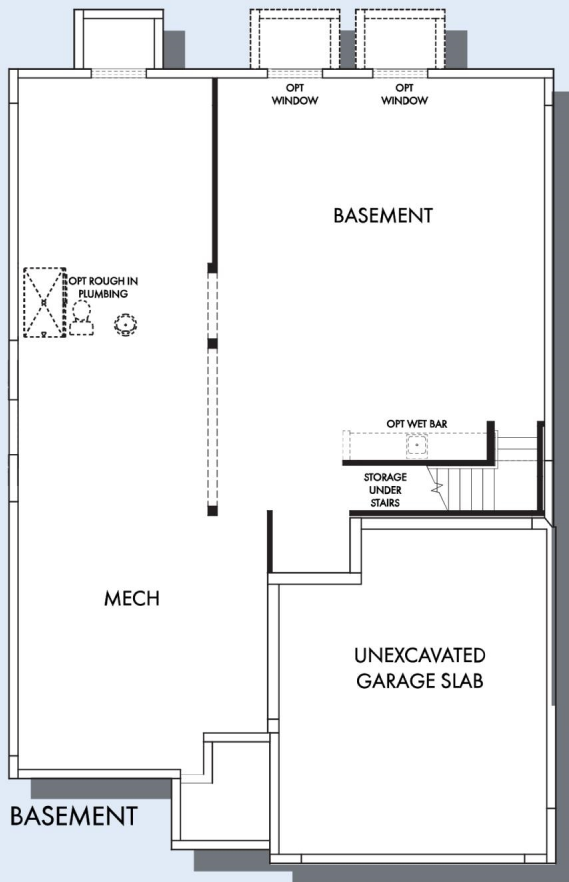 OPT
WINDOW
OPT
WINDOW
BASEMENT
OPT ROUGH IN
PLUMBING
OPT WET BAR
STORAGE
UNDER
STAIRS
MECH
UNEXCAVATED
GARAGE SLAB
BASEMENT